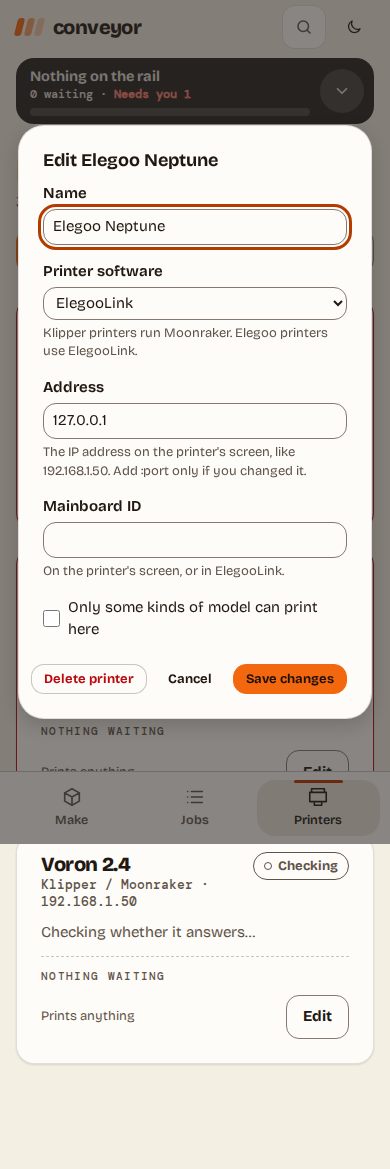 conveyor
Nothing on the rail
0 waiting · Needs you 1
Edit Elegoo Neptune
Name
Elegoo Neptune
Printer software
ElegooLink
Klipper printers run Moonraker. Elegoo printers
use ElegooLink.
Address
127.0.0.1
The IP address on the printer's screen, like
192.168.1.50. Add :port only if you changed it.
Mainboard ID
On the printer's screen, or in ElegooLink.
Only some kinds of model can print
here
Delete printer
Cancel
Save changes
NOTHING WAITING
Prints anything
Edit
Make
Jobs
Printers
Voron 2.4
Checking
Klipper / Moonraker ·
192.168.1.50
Checking whether it answers…
NOTHING WAITING
Prints anything
Edit